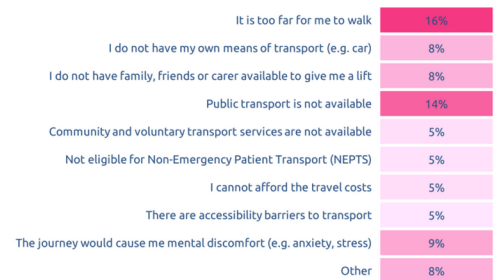 It is too far for me to walk 16%
I do not have my own means of transport (e.g. car) 8%
I do not have family, friends or carer available to give me a lift 8%
Public transport is not available 14%
Community and voluntary transport services are not available 5%
Not eligible for Non-Emergency Patient Transport (NEPTS) 5%
I cannot afford the travel costs 5%
There are accessibility barriers to transport 5%
The journey would cause me mental discomfort (e.g. anxiety, stress) 9%
Other 8%